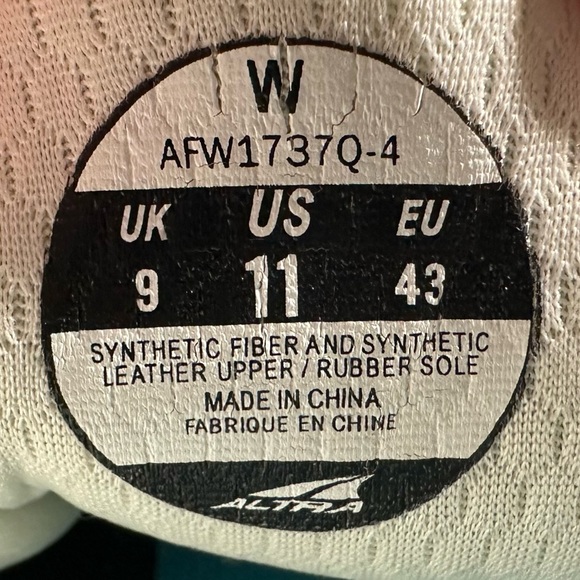 W
AFW1737Q-4
UK US EU
9 11 43
SYNTHETIC FIBER AND SYNTHETIC
LEATHER UPPER / RUBBER SOLE
MADE IN CHINA
FABRIQUE EN CHINE
ALTRA